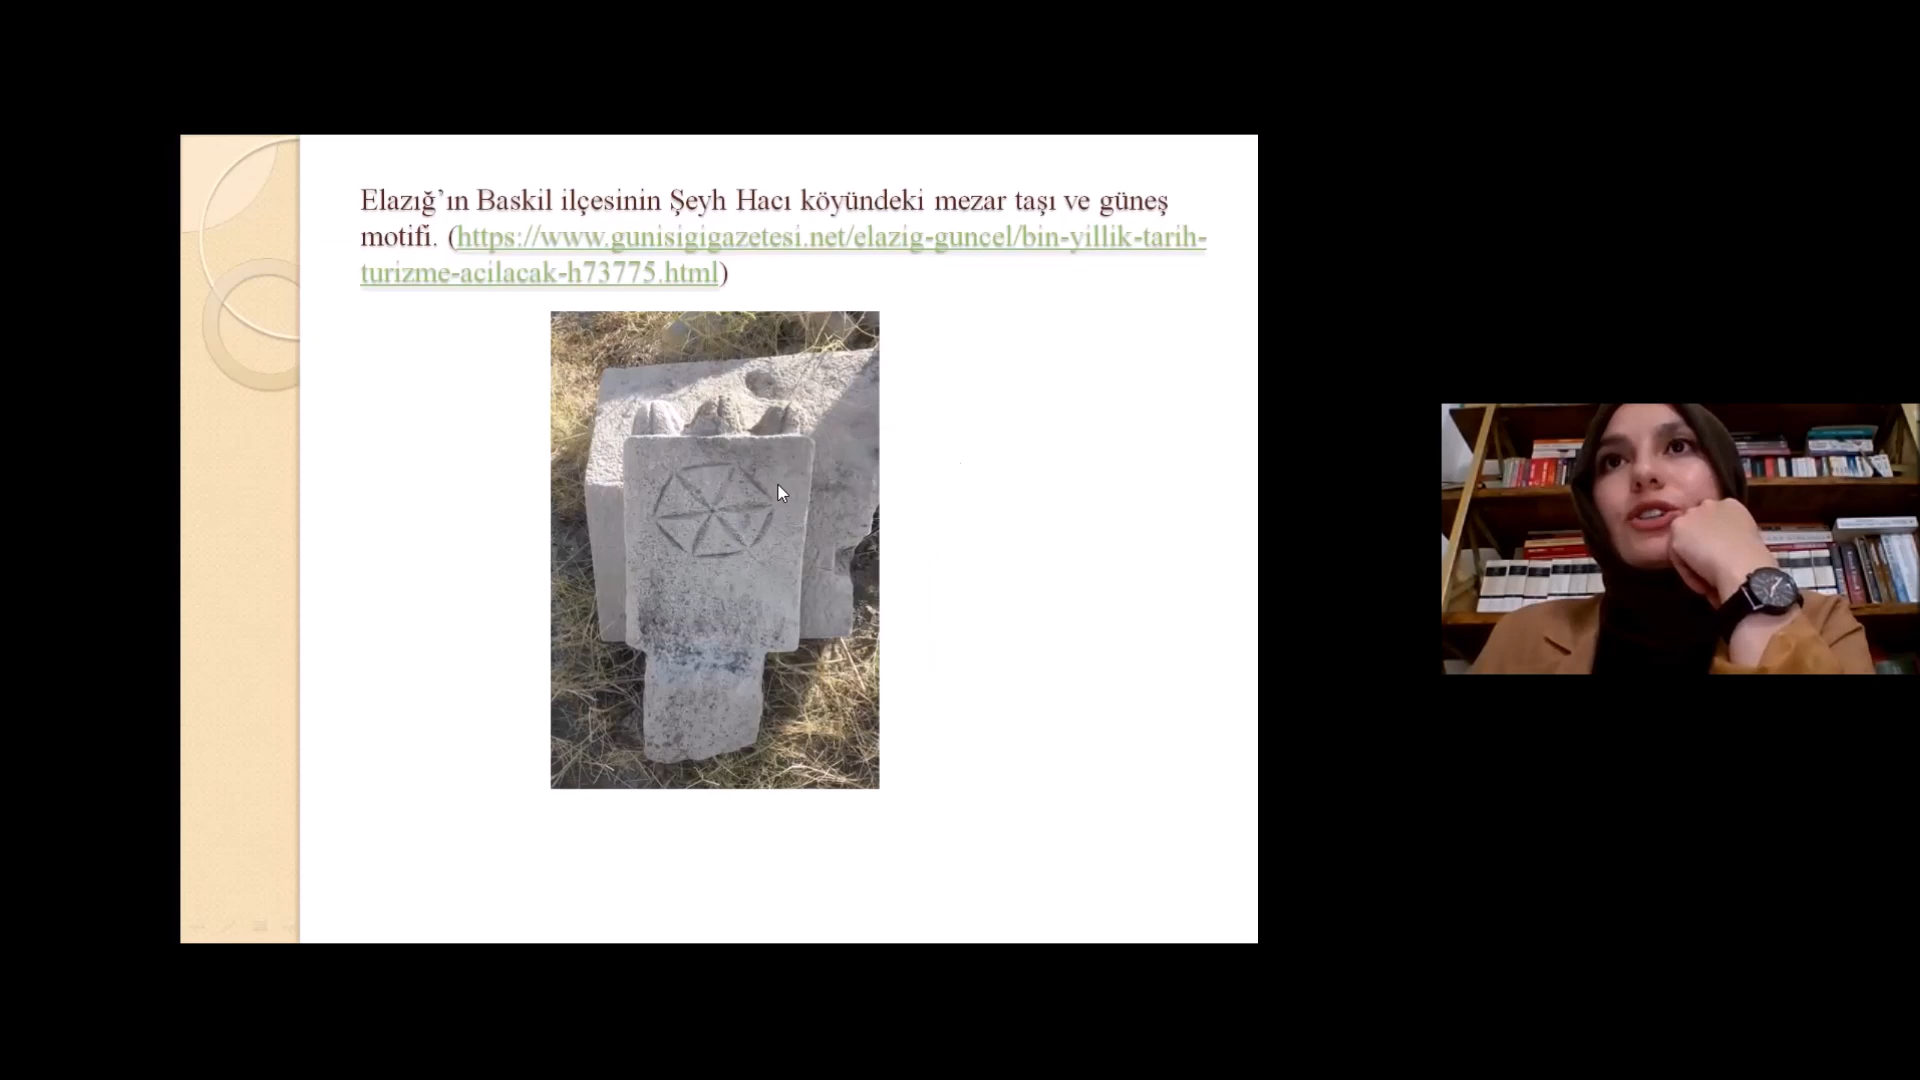 Elazığ’ın Baskil ilçesinin Şeyh Hacı köyündeki mezar taşı ve güneş
motifi. (https://www.gunisigigazetesi.net/elazig-guncel/bin-yillik-tarih-
turizme-acilacak-h73775.html)